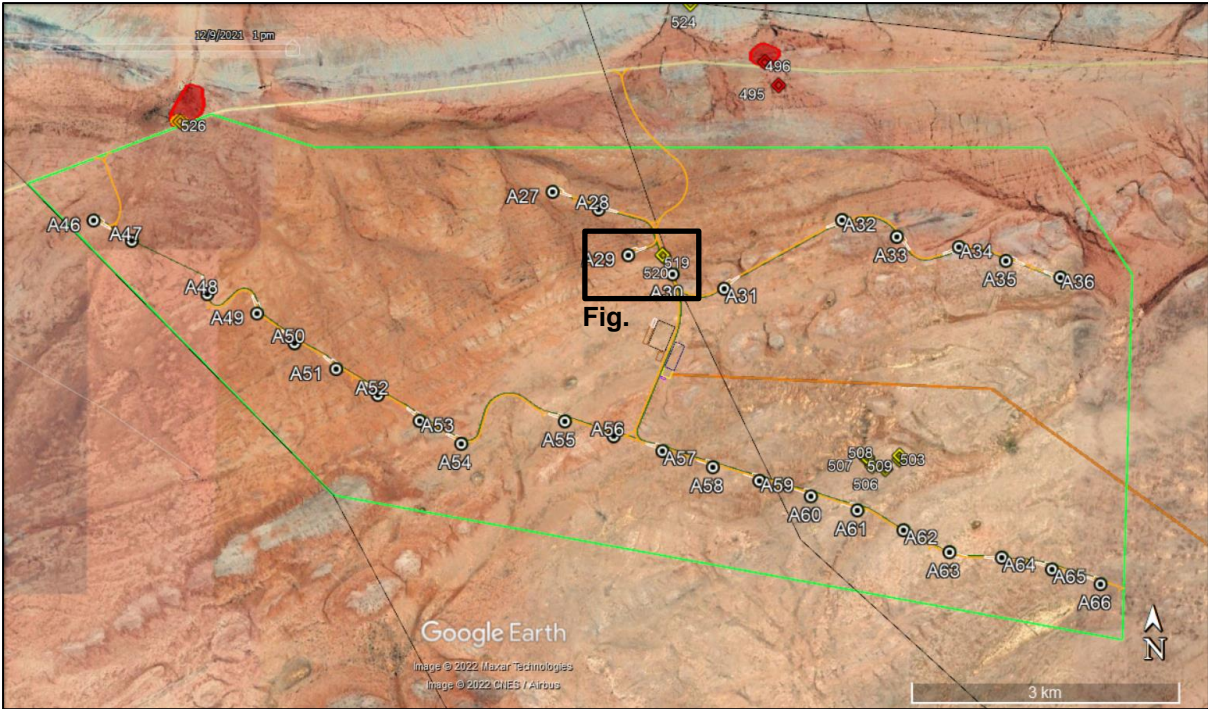 524
12/9/2021 1 pm
496
495
526
A27
A28
A46
A47
A32
A33
A34
A29
519
520
A35
A36
A30
A31
A48
A49
Fig.
A50
A51
A52
A53
A54
A55
A56
A57
508
503
507
509
506
A58
A59
A60
A61
A62
A63
A64
A65
A66
Google Earth
N
Image © 2022 Maxar Technologies
Image © 2022 CNES / Airbus
3 km